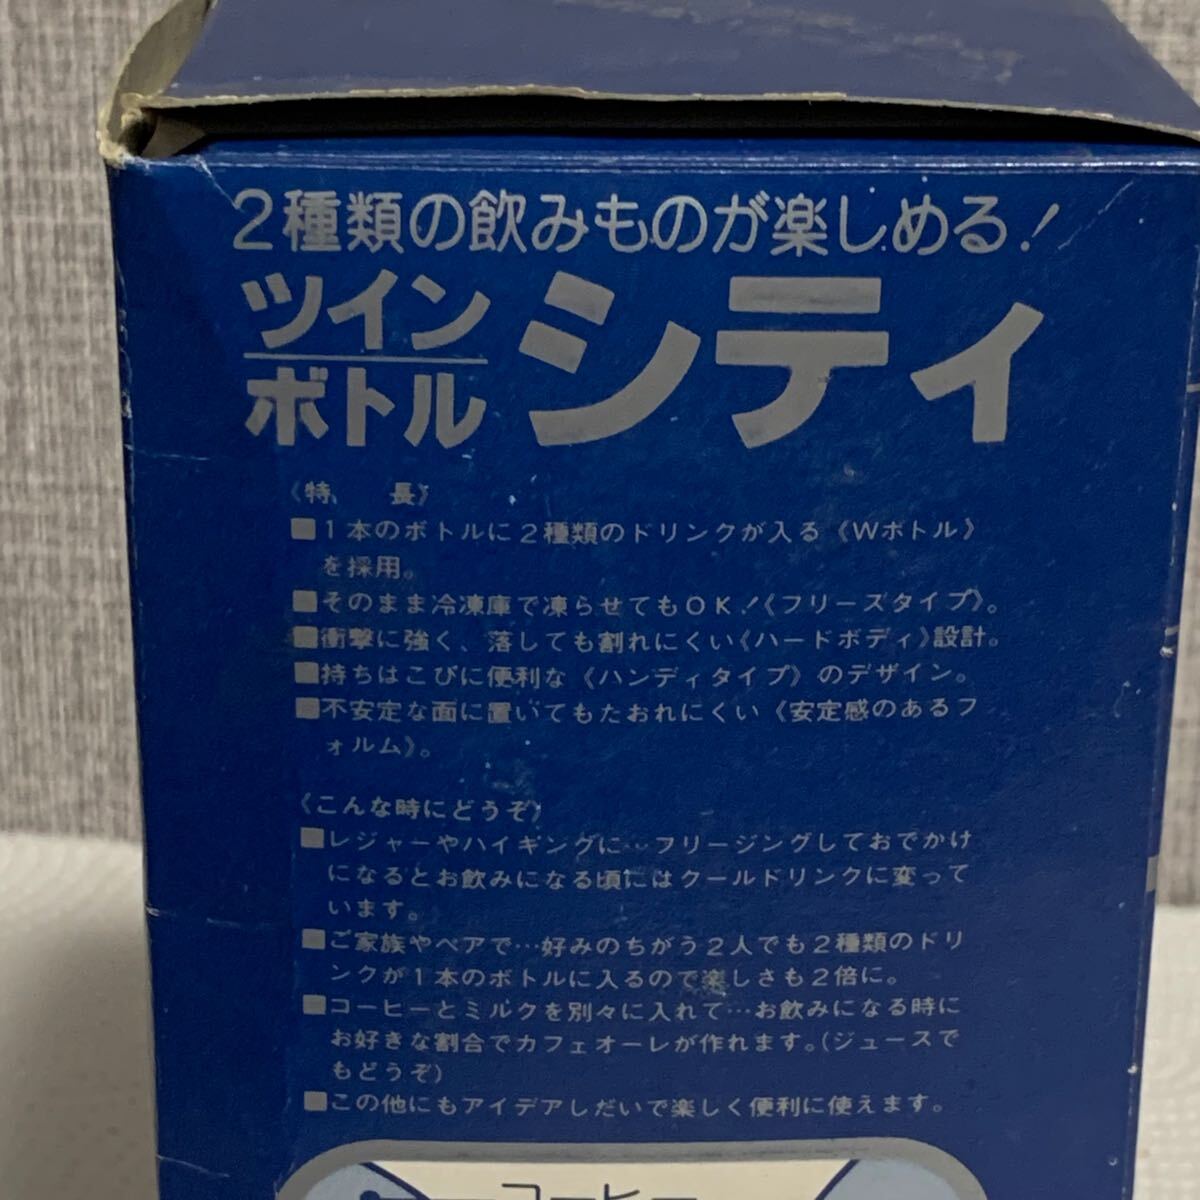 2種類の飲みものが楽しめる!
ツイン
ボトル
シティ
《特　長》
■1本のボトルに2種類のドリンクが入る《Wボトル》
を採用。
■そのまま冷凍庫で凍らせてもOK!《フリーズタイプ》。
■衝撃に強く、落しても割れにくい《ハードボディ》設計。
■持ちはこびに便利な《ハンディタイプ》のデザイン。
■不安定な面に置いてもたおれにくい《安定感のあるフ
ォルム》。
《こんな時にどうぞ》
■レジャーやハイキングに…フリージングしておでかけ
になるとお飲みになる頃にはクールドリンクに変って
います。
■ご家族やペアで…好みのちがう2人でも2種類のドリ
ンクが1本のボトルに入るので楽しさも2倍に。
■コーヒーとミルクを別々に入れて…お飲みになる時に
お好きな割合でカフェオーレが作れます。(ジュースで
もどうぞ)
■この他にもアイデアしだいで楽しく便利に使えます。
コーヒー